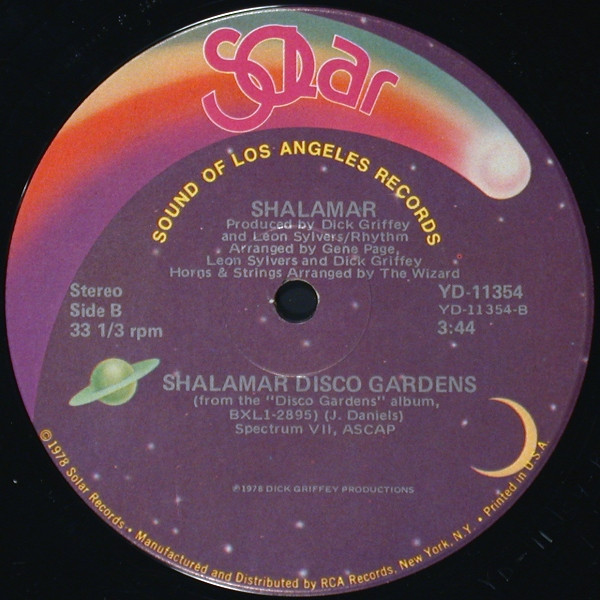 Solar
SOUND OF LOS ANGELES RECORDS
SHALAMAR
Produced by Dick Griffey
and Leon Sylvers/Rhythm
Arranged by Gene Page,
Leon Sylvers and Dick Griffey
Horns & Strings Arranged by The Wizard
Stereo
Side B
33 1/3 rpm
YD-11354
YD-11354-B
3:44
SHALAMAR DISCO GARDENS
(from the "Disco Gardens" album,
BXL1-2895) (J. Daniels)
Spectrum VII, ASCAP
℗1978 DICK GRIFFEY PRODUCTIONS
©1978 Solar Records. • Manufactured and Distributed by RCA Records, New York, N.Y. • Printed in U.S.A.